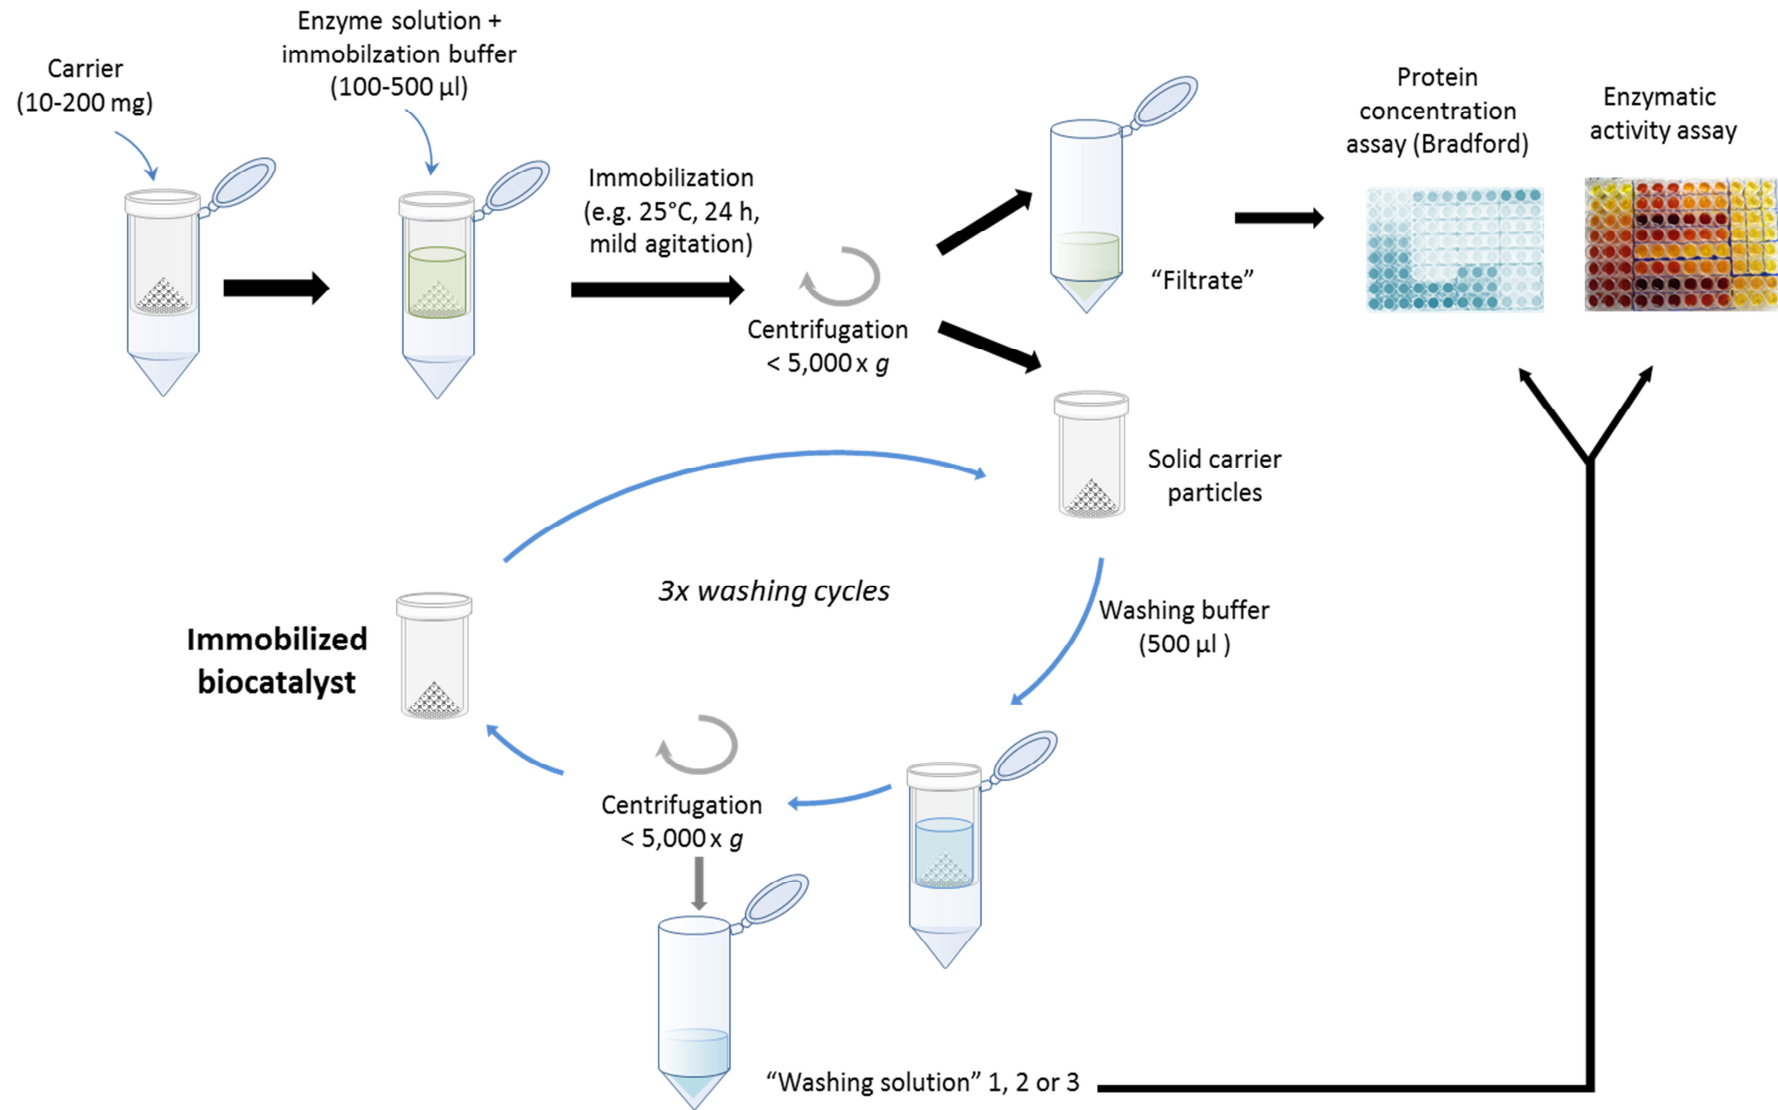 Carrier
(10-200 mg)
Enzyme solution +
immobilzation buffer
(100-500 µl)
Immobilization
(e.g. 25°C, 24 h,
mild agitation)
Centrifugation
< 5,000 x g
“Filtrate”
Protein
concentration
assay (Bradford)
Enzymatic
activity assay
Solid carrier
particles
3x washing cycles
Washing buffer
(500 µl )
Immobilized
biocatalyst
Centrifugation
< 5,000 x g
“Washing solution” 1, 2 or 3